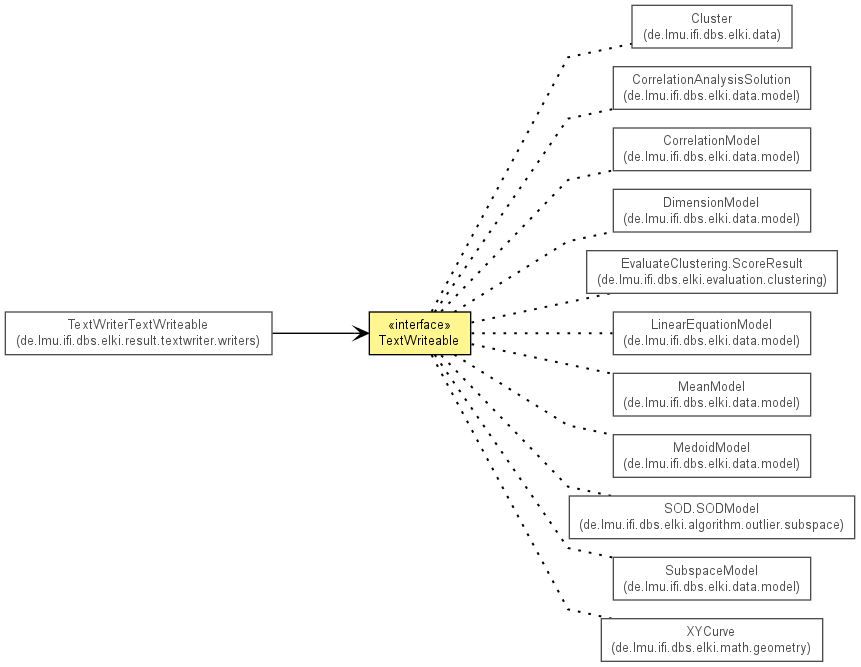 Cluster
(de.lmu.ifi.dbs.elki.data)
CorrelationAnalysisSolution
(de.lmu.ifi.dbs.elki.data.model)
CorrelationModel
(de.lmu.ifi.dbs.elki.data.model)
DimensionModel
(de.lmu.ifi.dbs.elki.data.model)
EvaluateClustering.ScoreResult
(de.lmu.ifi.dbs.elki.evaluation.clustering)
TextWriterTextWriteable
(de.lmu.ifi.dbs.elki.result.textwriter.writers)
«interface»
TextWriteable
LinearEquationModel
(de.lmu.ifi.dbs.elki.data.model)
MeanModel
(de.lmu.ifi.dbs.elki.data.model)
MedoidModel
(de.lmu.ifi.dbs.elki.data.model)
SOD.SODModel
(de.lmu.ifi.dbs.elki.algorithm.outlier.subspace)
SubspaceModel
(de.lmu.ifi.dbs.elki.data.model)
XYCurve
(de.lmu.ifi.dbs.elki.math.geometry)